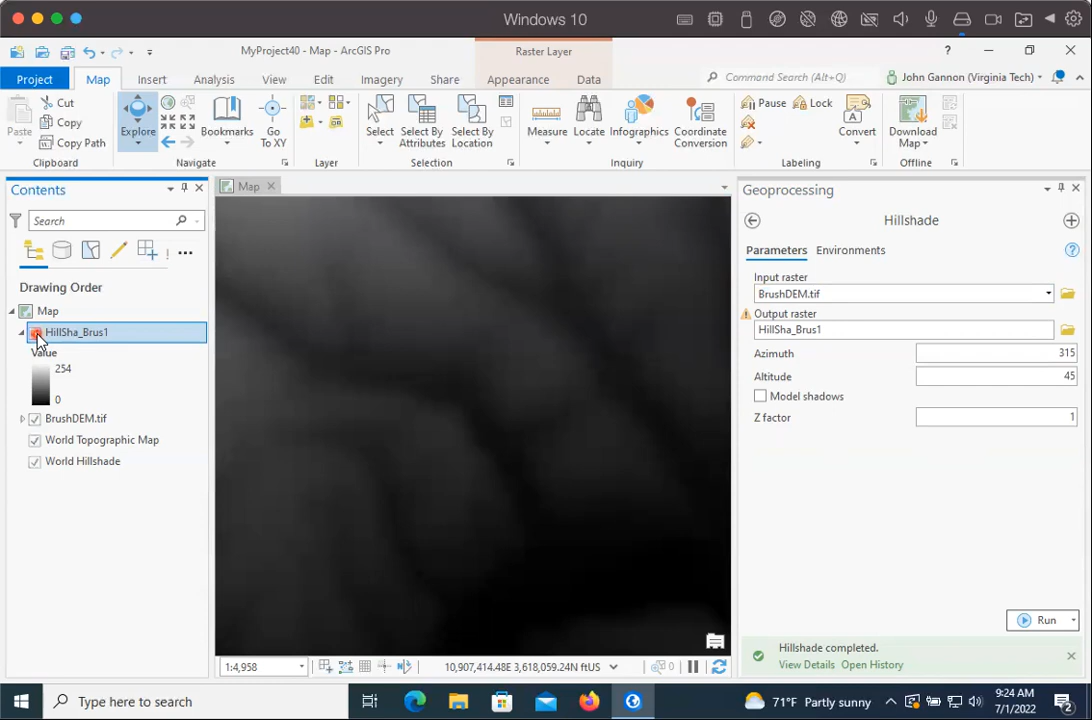 Windows 10
MyProject40 - Map - ArcGIS Pro
Raster Layer
?
Project
Map
Insert
Analysis
View
Edit
Imagery
Share
Appearance
Data
Command Search (Alt+Q)
John Gannon (Virginia Tech)
Paste
Cut
Copy
Copy Path
Clipboard
Explore
Bookmarks
Go To XY
Navigate
Layer
Select
Select By Attributes
Select By Location
Selection
Measure
Locate
Infographics
Coordinate Conversion
Inquiry
Pause
Lock
Convert
Labeling
Download Map
Offline
Contents
Search
Drawing Order
Map
HillSha_Brus1
Value
254
0
BrushDEM.tif
World Topographic Map
World Hillshade
Map
1:4,958
10,907,414.48E 3,618,059.24N ftUS
0
Geoprocessing
Hillshade
Parameters
Environments
?
Input raster
BrushDEM.tif
Output raster
HillSha_Brus1
Azimuth
315
Altitude
45
Model shadows
Z factor
1
Run
Hillshade completed.
View Details Open History
Type here to search
71°F Partly sunny
9:24 AM
7/1/2022
2